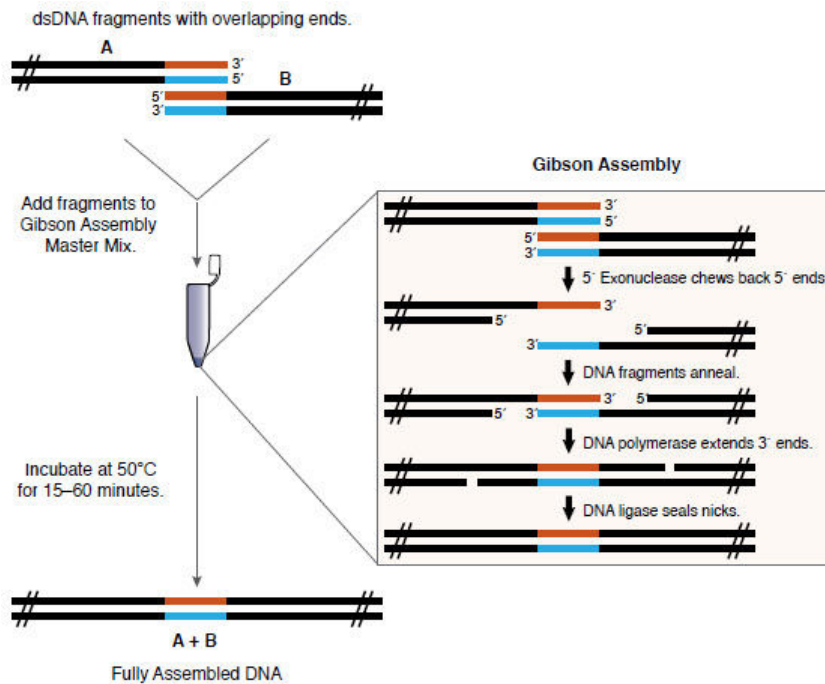 dsDNA fragments with overlapping ends.
A
3′
5′
B
5′
3′
Add fragments to
Gibson Assembly
Master Mix.
Incubate at 50°C
for 15–60 minutes.
A + B
Fully Assembled DNA
Gibson Assembly
3′
5′
5′
3′
5′ Exonuclease chews back 5′ ends
3′
5′
5′
3′
DNA fragments anneal.
3′ 5′
5′ 3′
DNA polymerase extends 3′ ends.
DNA ligase seals nicks.